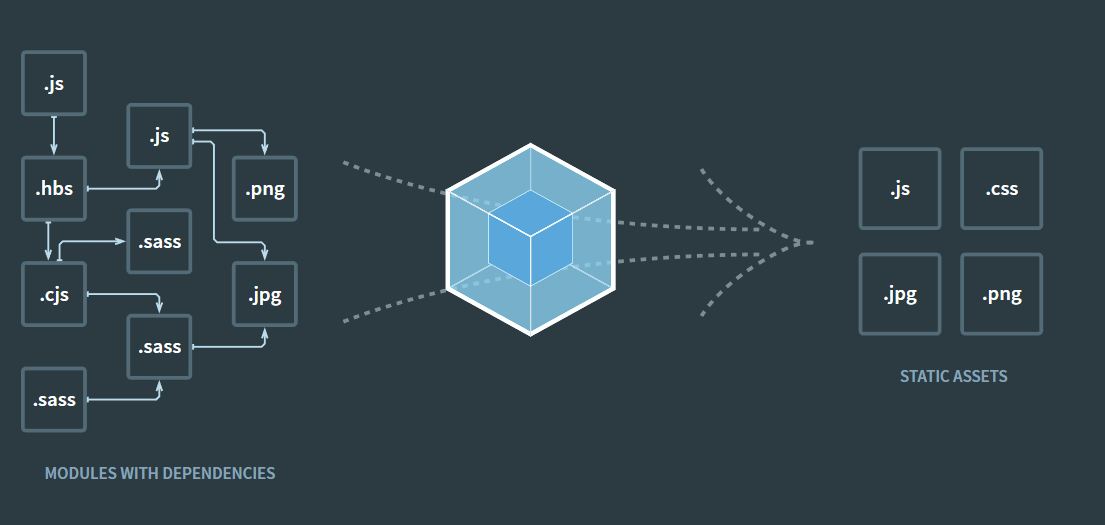 .js
.js
.hbs
.png
.sass
.cjs
.jpg
.sass
.sass
MODULES WITH DEPENDENCIES
.js
.css
.jpg
.png
STATIC ASSETS